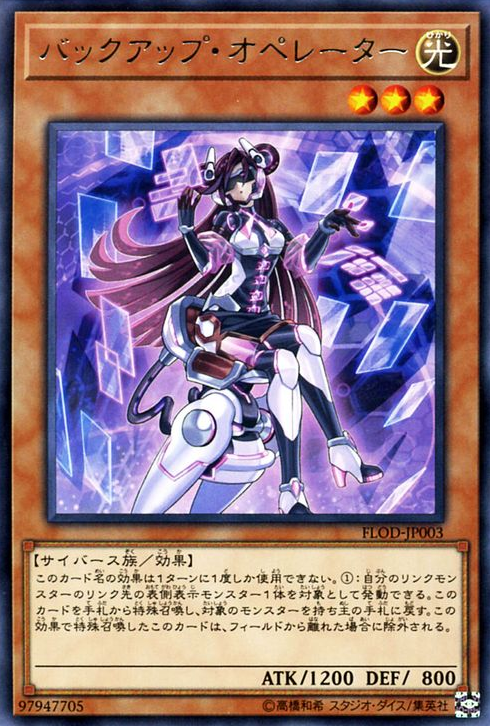 バックアップ・オペレーター
光
FLOD-JP003
【サイバース族／効果】
このカード名の効果は1ターンに1度しか使用できない。①:自分のリンクモン
スターのリンク先の表側表示モンスター1体を対象として発動できる。この
カードを手札から特殊召喚し、対象のモンスターを持ち主の手札に戻す。この
効果で特殊召喚したこのカードは、フィールドから離れた場合に除外される。
ATK/1200 DEF/ 800
97947705
©高橋和希 スタジオ・ダイス/集英社